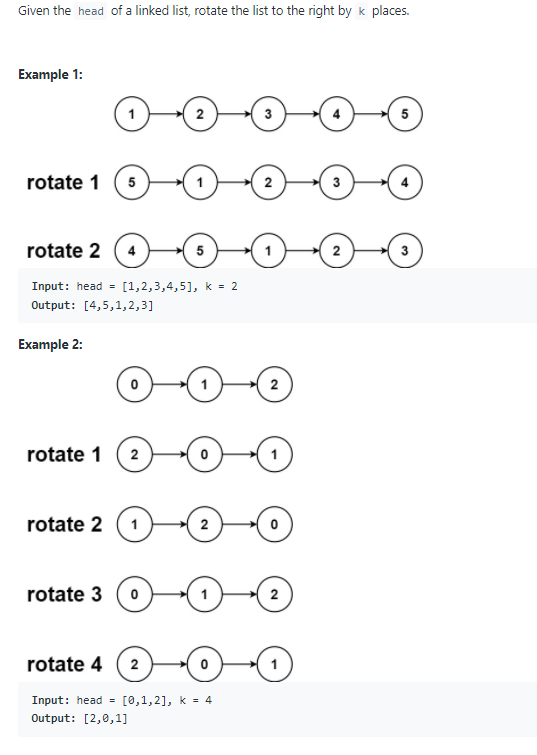 Given the head of a linked list, rotate the list to the right by k places.
Example 1:
1 2 3 4 5
rotate 1 5 1 2 3 4
rotate 2 4 5 1 2 3
Input: head = [1,2,3,4,5], k = 2
Output: [4,5,1,2,3]
Example 2:
0 1 2
rotate 1 2 0 1
rotate 2 1 2 0
rotate 3 0 1 2
rotate 4 2 0 1
Input: head = [0,1,2], k = 4
Output: [2,0,1]